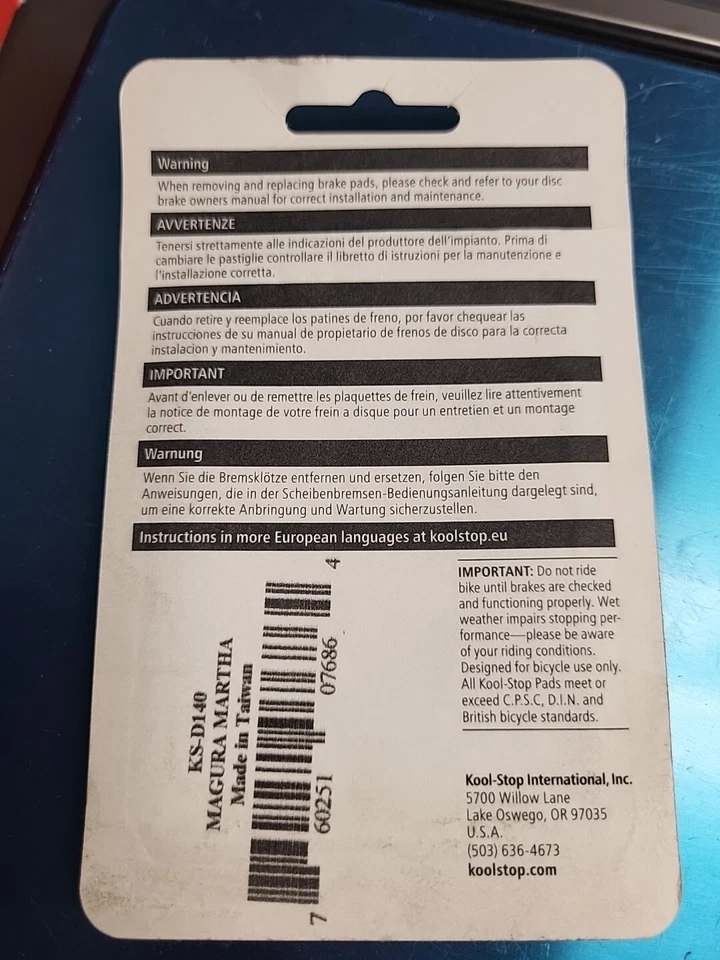 Warning
When removing and replacing brake pads, please check and refer to your disc
brake owners manual for correct installation and maintenance.
AVVERTENZE
Tenersi strettamente alle indicazioni del produttore dell'impianto. Prima di
cambiare le pastiglie controllare il libretto di istruzioni per la manutenzione e
l'installazione corretta.
ADVERTENCIA
Cuando retire y reemplace los patines de freno, por favor chequear las
instrucciones de su manual de propietario de frenos de disco para la correcta
instalacion y mantenimiento.
IMPORTANT
Avant d'enlever ou de remettre les plaquettes de frein, veuillez lire attentivement
la notice de montage de votre frein a disque pour un entretien et un montage
correct.
Warnung
Wenn Sie die Bremsklötze entfernen und ersetzen, folgen Sie bitte den
Anweisungen, die in der Scheibenbremsen-Bedienungsanleitung dargelegt sind,
um eine korrekte Anbringung und Wartung sicherzustellen.
Instructions in more European languages at koolstop.eu
KS-D140
MAGURA MARTHA
Made in Taiwan
7 60251 07686 4
IMPORTANT: Do not ride
bike until brakes are checked
and functioning properly. Wet
weather impairs stopping per-
formance—please be aware
of your riding conditions.
Designed for bicycle use only.
All Kool-Stop Pads meet or
exceed C.P.S.C, D.I.N. and
British bicycle standards.
Kool-Stop International, Inc.
5700 Willow Lane
Lake Oswego, OR 97035
U.S.A.
(503) 636-4673
koolstop.com